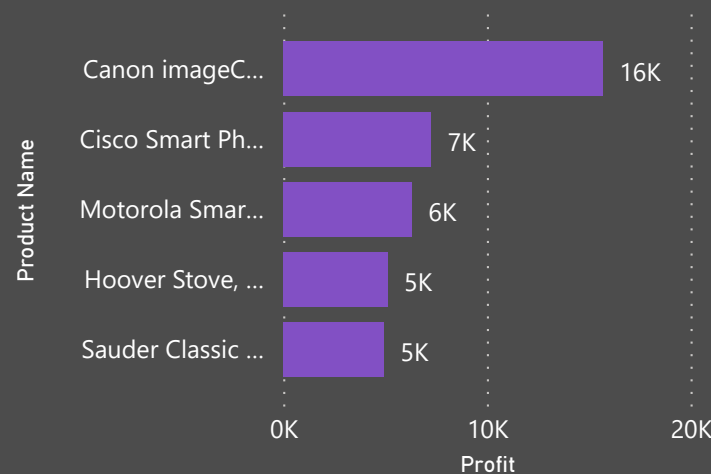 Product Name
Canon imageC... 16K
Cisco Smart Ph... 7K
Motorola Smar... 6K
Hoover Stove, ... 5K
Sauder Classic ... 5K
0K 10K 20K
Profit